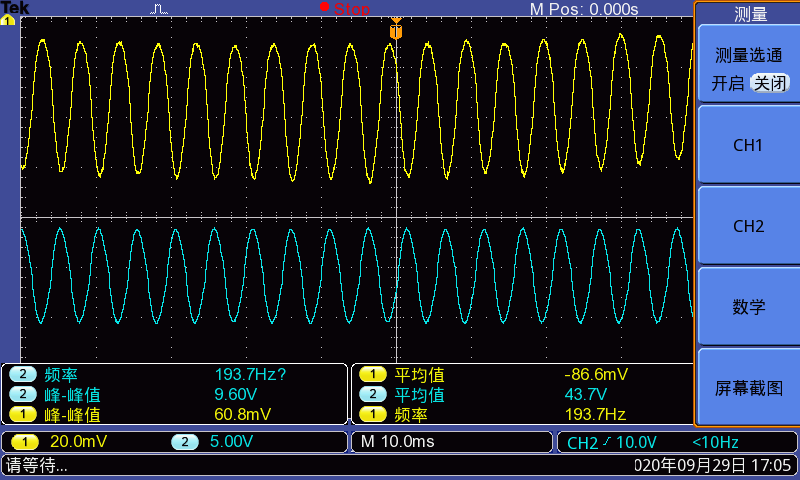 Tek Stop M Pos: 0.000s
1
T
测量
测量选通
开启 关闭
CH1
CH2
数学
屏幕截图
2 频率 193.7Hz?
2 峰-峰值 9.60V
1 峰-峰值 60.8mV
1 平均值 -86.6mV
2 平均值 43.7V
1 频率 193.7Hz
1 20.0mV 2 5.00V
M 10.0ms
CH2 10.0V <10Hz
请等待...
020年09月29日 17:05